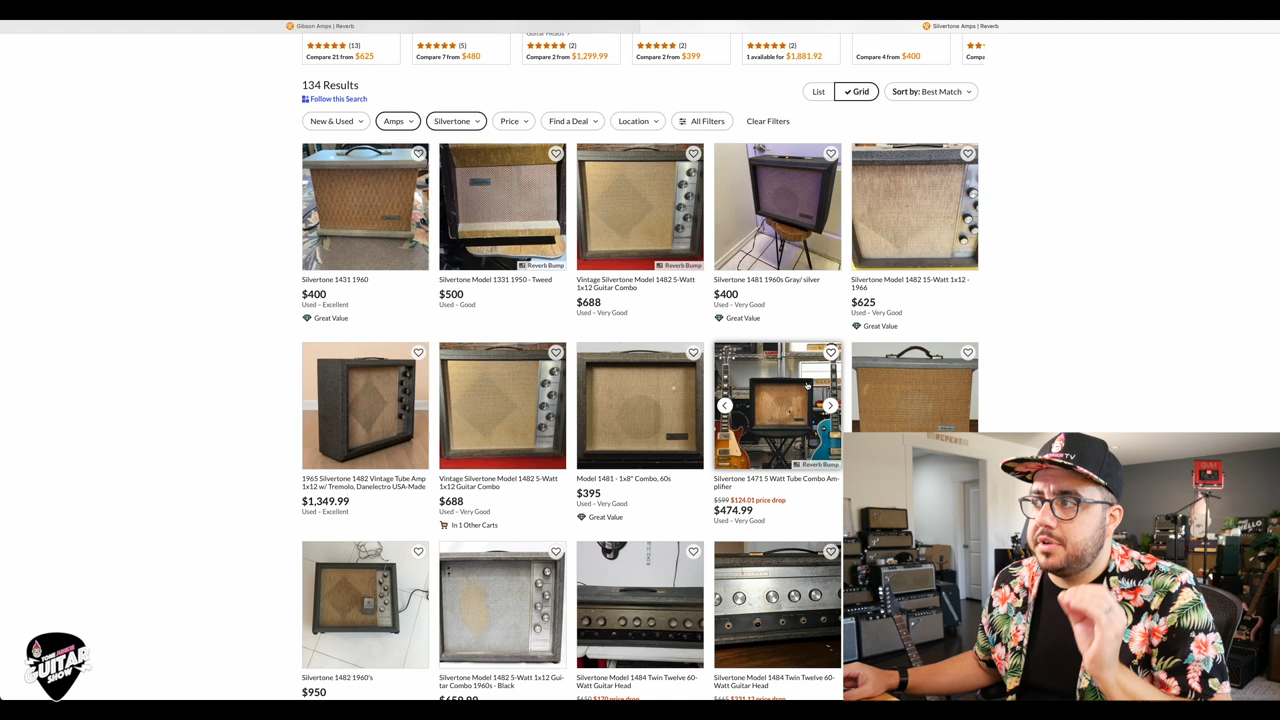 Gibson Amps | Reverb
Silvertone Amps | Reverb
Guitar Heads >
(13)
Compare 21 from $625
(5)
Compare 7 from $480
(2)
Compare 2 from $1,299.99
(2)
Compare 2 from $399
(2)
1 available for $1,881.92
Compare 4 from $400
Compa
134 Results
Follow this Search
List
Grid
Sort by: Best Match
New & Used
Amps
Silvertone
Price
Find a Deal
Location
All Filters
Clear Filters
Reverb Bump
Reverb Bump
Silvertone 1431 1960
$400
Used – Excellent
Great Value
Silvertone Model 1331 1950 - Tweed
$500
Used – Good
Vintage Silvertone Model 1482 5-Watt
1x12 Guitar Combo
$688
Used – Very Good
Silvertone 1481 1960s Gray/ silver
$400
Used – Very Good
Great Value
Silvertone Model 1482 15-Watt 1x12 -
1966
$625
Used – Very Good
Great Value
Reverb Bump
1965 Silvertone 1482 Vintage Tube Amp
1x12 w/ Tremolo, Danelectro USA-Made
$1,349.99
Used – Excellent
Vintage Silvertone Model 1482 5-Watt
1x12 Guitar Combo
$688
Used – Very Good
In 1 Other Carts
Model 1481 - 1x8" Combo, 60s
$395
Used – Very Good
Great Value
Silvertone 1471 5 Watt Tube Combo Am-
plifier
$599 $124.01 price drop
$474.99
Used – Very Good
Silvertone 1482 1960's
$950
Silvertone Model 1482 5-Watt 1x12 Gui-
tar Combo 1960s - Black
Silvertone Model 1484 Twin Twelve 60-
Watt Guitar Head
Silvertone Model 1484 Twin Twelve 60-
Watt Guitar Head
REPEAT
TV
HELLO
TONE JUNKIE
GUITAR
SHOW